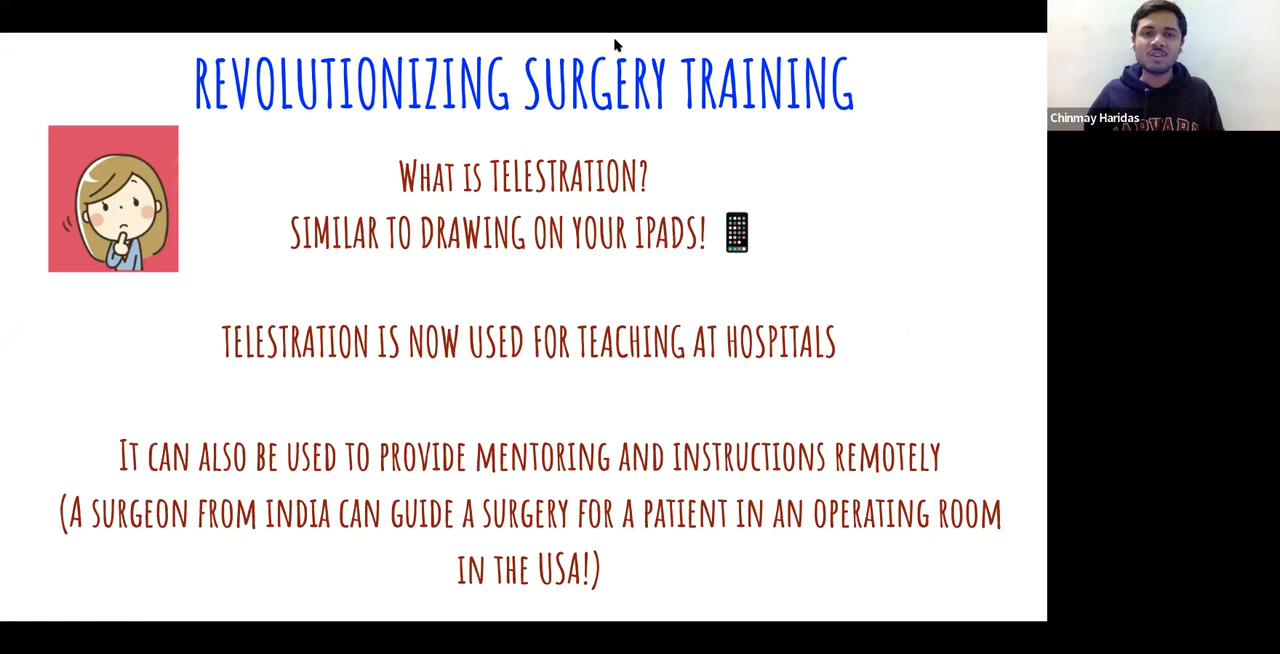 REVOLUTIONIZING SURGERY TRAINING
Chinmay Haridas
HARVARD
WHAT IS TELESTRATION?
SIMILAR TO DRAWING ON YOUR IPADS!
TELESTRATION IS NOW USED FOR TEACHING AT HOSPITALS
IT CAN ALSO BE USED TO PROVIDE MENTORING AND INSTRUCTIONS REMOTELY
(A SURGEON FROM INDIA CAN GUIDE A SURGERY FOR A PATIENT IN AN OPERATING ROOM
IN THE USA!)